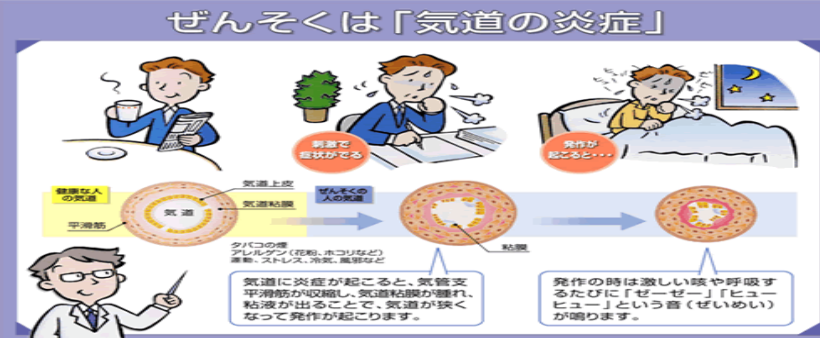 ぜんそくは「気道の炎症」
刺激で
症状がでる
発作が
起こると・・・
健康な人
の気道
気道上皮
ぜんそくの
人の気道
気道
気道粘膜
平滑筋
粘膜
タバコの煙
アレルゲン(花粉、ホコリなど)
運動、ストレス、冷気、風邪など
気道に炎症が起こると、気管支
平滑筋が収縮し、気道粘膜が腫れ、
粘液が出ることで、気道が狭く
なって発作が起こります。
発作の時は激しい咳や呼吸す
るたびに「ゼーゼー」「ヒュー
ヒュー」という音(ぜいめい)
が鳴ります。